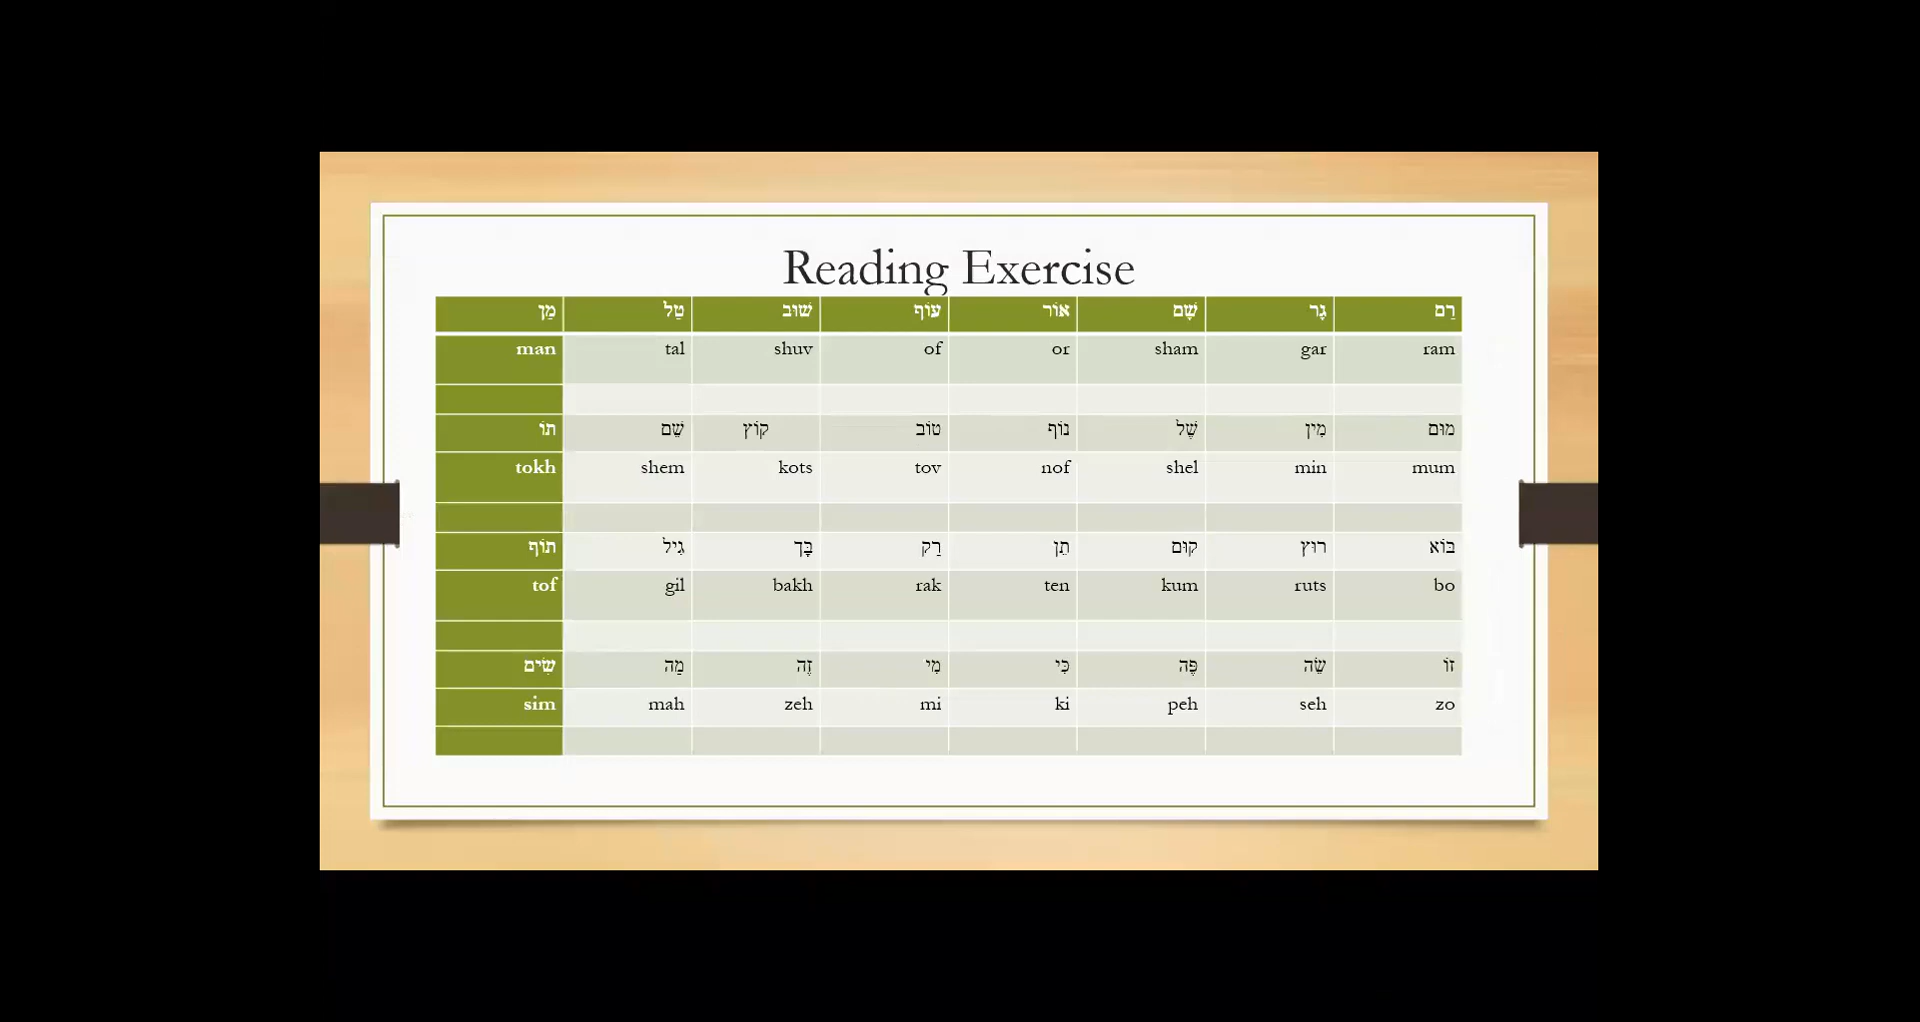 Reading Exercise
רַם גָּר שָׁם אוֹר עוֹף שׁוּב טַל מַן
ram gar sham or of shuv tal man
מוּם מִין שֶׁל נוֹף טוֹב קוֹץ שֵׁם תוֹ
mum min shel nof tov kots shem tokh
בּוֹא רוּץ קוּם תֵּן רַק בָּךְ גִּיל תּוֹף
bo ruts kum ten rak bakh gil tof
זוֹ שֵׂה פֶּה כִּי מִי זֶה מַה שִׂים
zo seh peh ki mi zeh mah sim